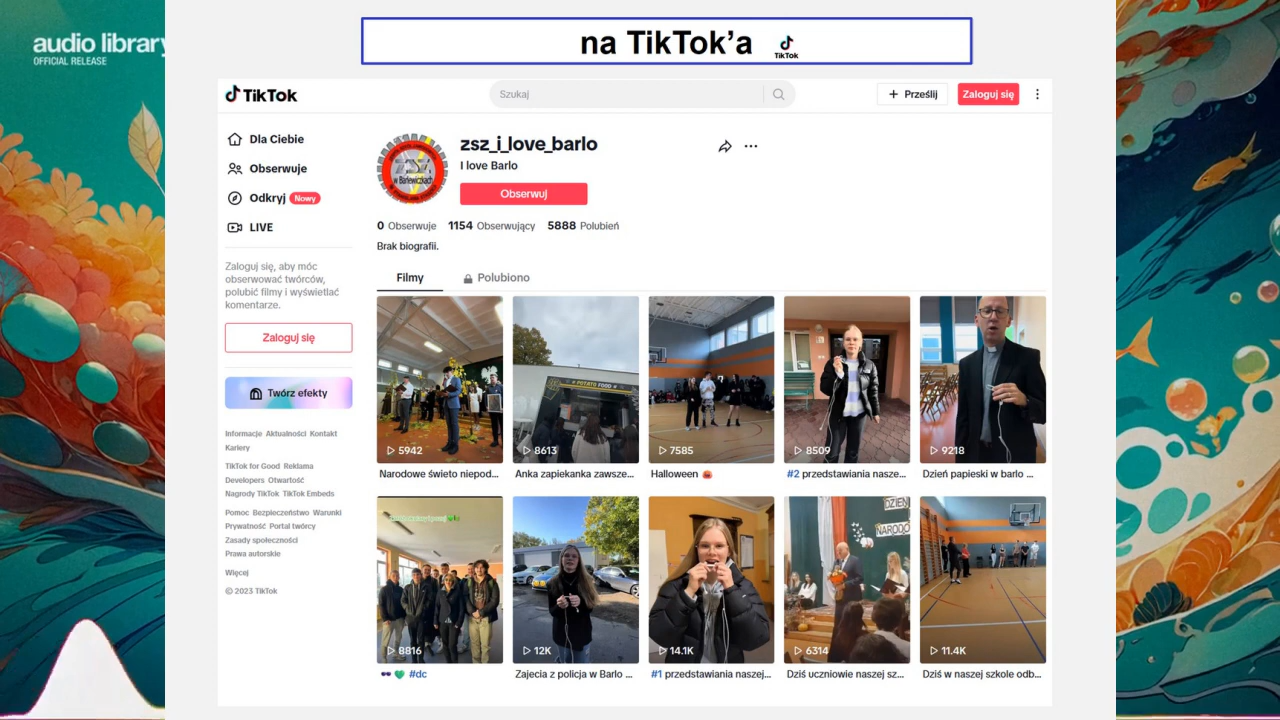 audio library
OFFICIAL RELEASE
na TikTok’a
TikTok
TikTok
Szukaj
Prześlij
Zaloguj się
Dla Ciebie
Obserwuje
Odkryj Nowy
LIVE
Zaloguj się, aby móc
obserwować twórców,
polubić filmy i wyświetlać
komentarze.
Zaloguj się
Twórz efekty
Informacje Aktualności Kontakt
Kariery
TikTok for Good Reklama
Developers Otwartość
Nagrody TikTok TikTok Embeds
Pomoc Bezpieczeństwo Warunki
Prywatność Portal twórcy
Zasady społeczności
Prawa autorskie
Więcej
© 2023 TikTok
zsz_i_love_barlo
I love Barlo
Obserwuj
0 Obserwuje 1154 Obserwujący 5888 Polubień
Brak biografii.
Filmy Polubiono
POTATO FOOD
5942 8613 7585 8509 9218
Narodowe święto niepod... Anka zapiekanka zawsze... Halloween #2 przedstawiania nasze... Dzień papieski w barlo ...
DZIEŃ
NARODO
8816 12K 14.1K 6314 11.4K
#dc Zajecia z policja w Barlo ... #1 przedstawiania naszej... Dziś uczniowie naszej sz... Dziś w naszej szkole odb...